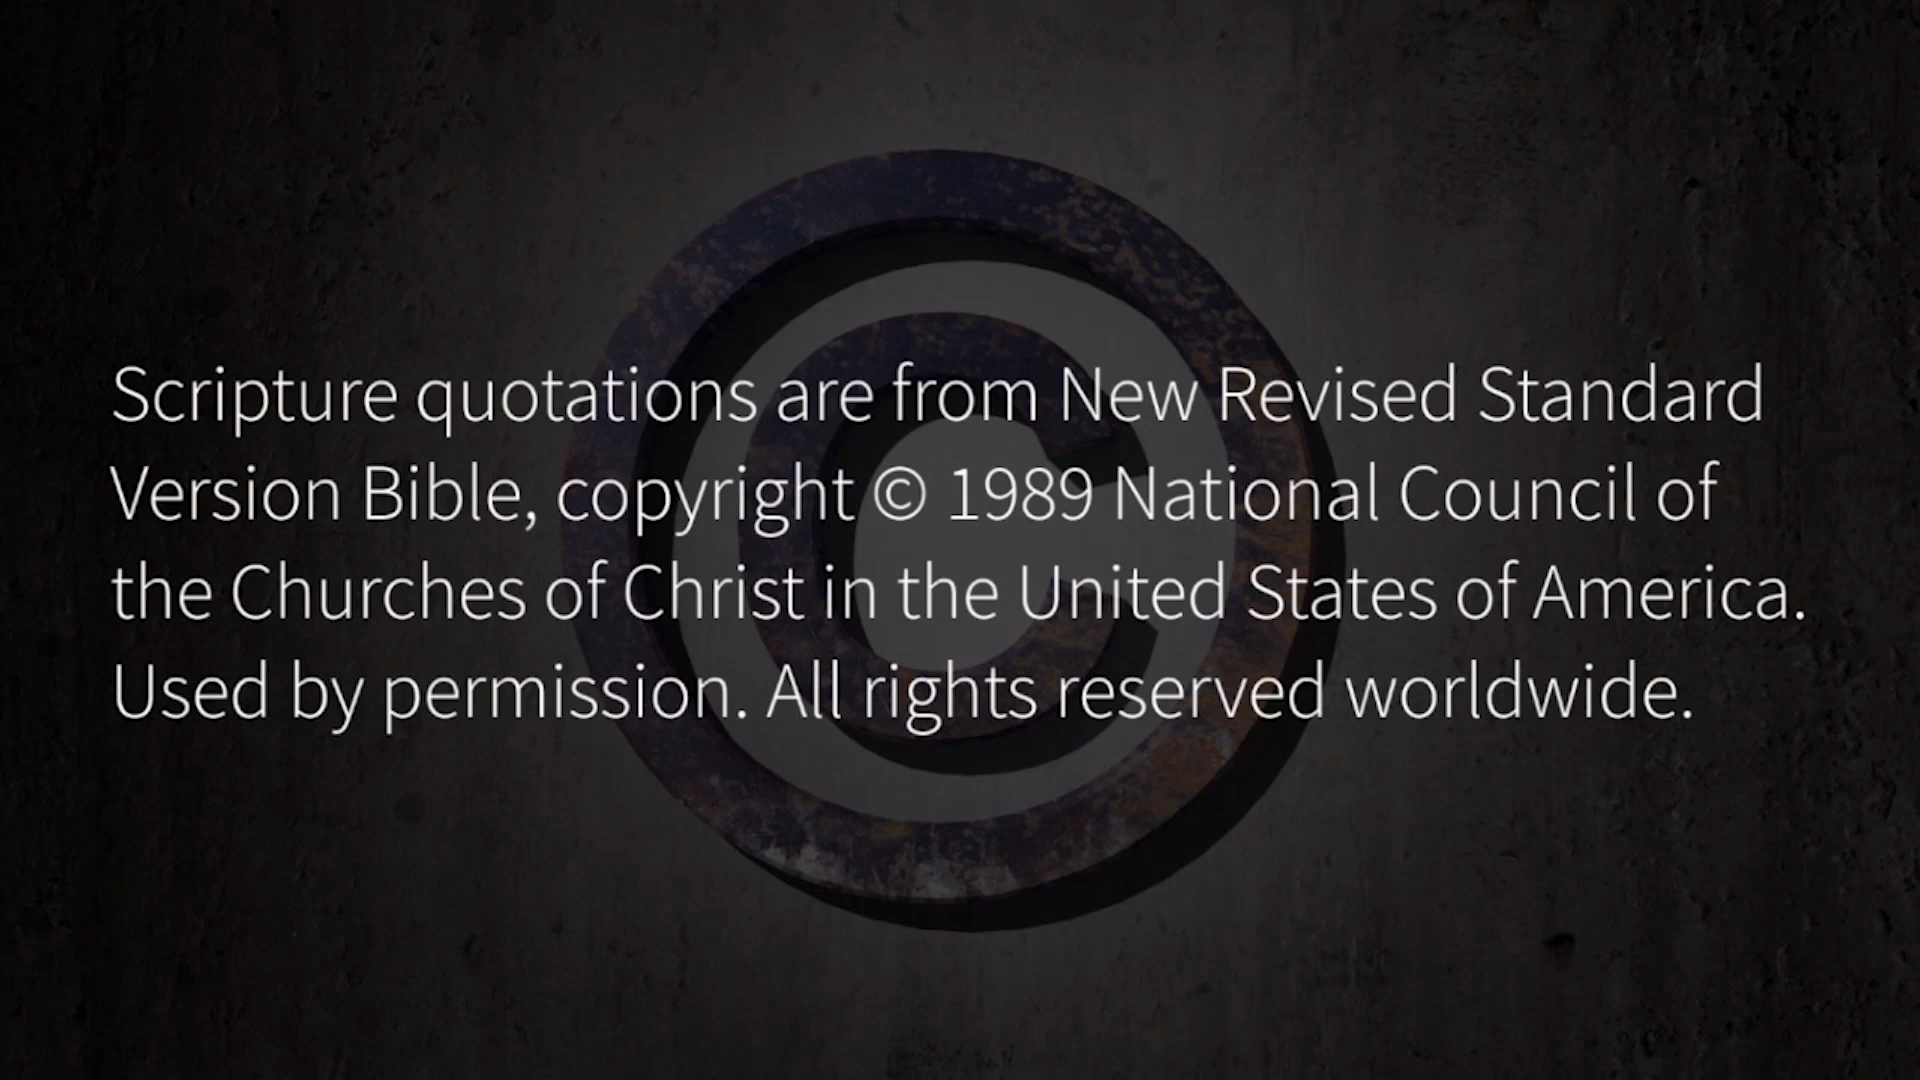 Scripture quotations are from New Revised Standard
Version Bible, copyright © 1989 National Council of
the Churches of Christ in the United States of America.
Used by permission. All rights reserved worldwide.